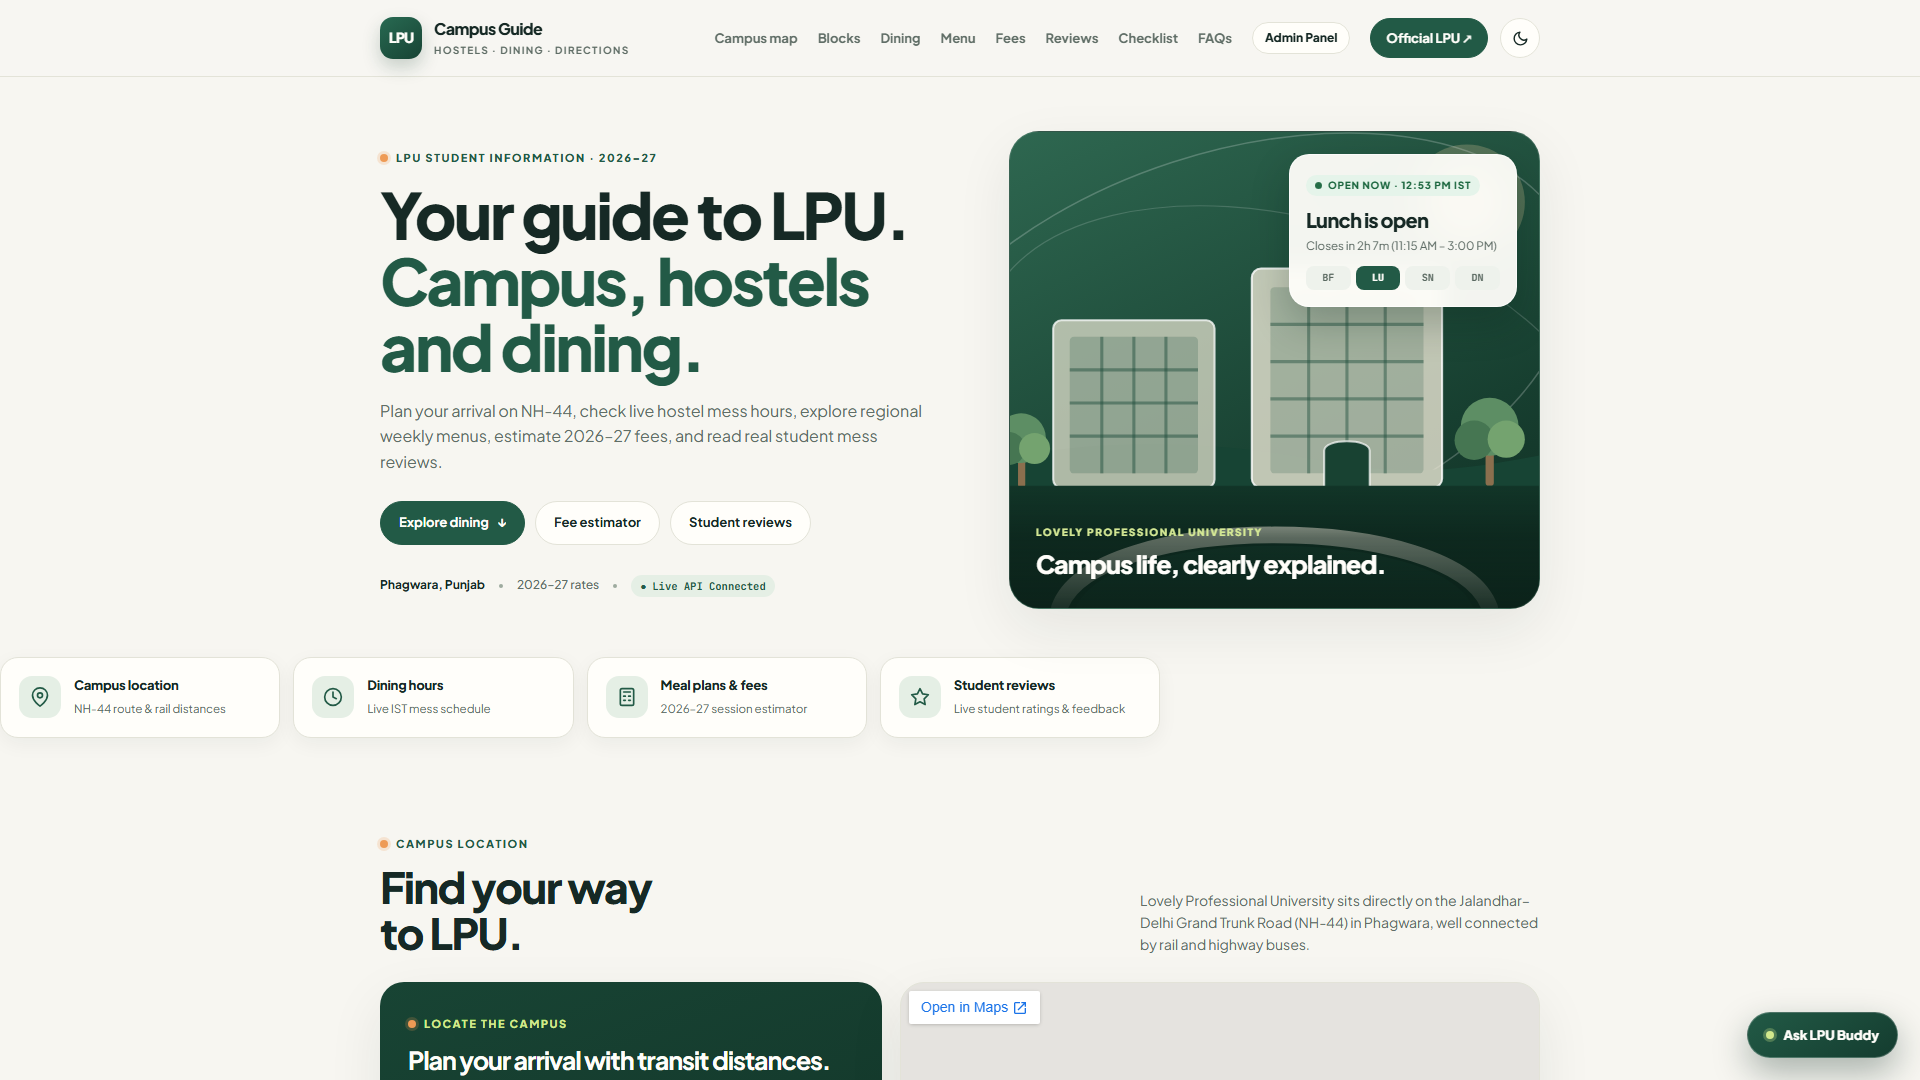 LPU
Campus Guide
HOSTELS · DINING · DIRECTIONS
Campus map
Blocks
Dining
Menu
Fees
Reviews
Checklist
FAQs
Admin Panel
Official LPU ↗
LPU STUDENT INFORMATION · 2026–27
Your guide to LPU.
Campus, hostels
and dining.
Plan your arrival on NH-44, check live hostel mess hours, explore regional
weekly menus, estimate 2026–27 fees, and read real student mess
reviews.
Explore dining ↓
Fee estimator
Student reviews
Phagwara, Punjab • 2026–27 rates • ● Live API Connected
OPEN NOW · 12:53 PM IST
Lunch is open
Closes in 2h 7m (11:15 AM – 3:00 PM)
BF LU SN DN
LOVELY PROFESSIONAL UNIVERSITY
Campus life, clearly explained.
Campus location
NH-44 route & rail distances
Dining hours
Live IST mess schedule
Meal plans & fees
2026–27 session estimator
Student reviews
Live student ratings & feedback
CAMPUS LOCATION
Find your way
to LPU.
Lovely Professional University sits directly on the Jalandhar–
Delhi Grand Trunk Road (NH-44) in Phagwara, well connected
by rail and highway buses.
LOCATE THE CAMPUS
Plan your arrival with transit distances.
Open in Maps
Ask LPU Buddy